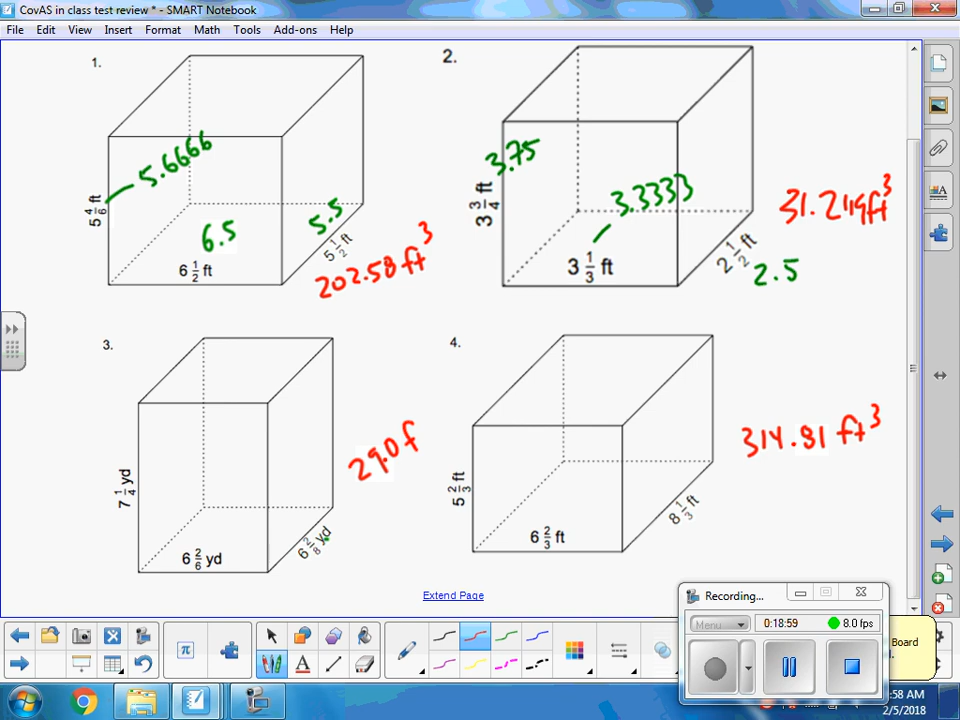 CovAS in class test review * - SMART Notebook
File Edit View Insert Format Math Tools Add-ons Help
1.
5.6666
5 4/6 ft
6.5
5.5
6 1/2 ft
5 1/2 ft
202.58 ft³
2.
3.75
3 3/4 ft
3.3333
3 1/3 ft
2 1/2 ft
2.5
31.249ft³
3.
7 1/4 yd
6 2/6 yd
6 2/8 yd
29.0 f
4.
5 2/3 ft
6 2/3 ft
8 1/3 ft
314.81 ft³
Extend Page
Recording...
Menu
0:18:59
8.0 fps
Board
:58 AM
2/5/2018